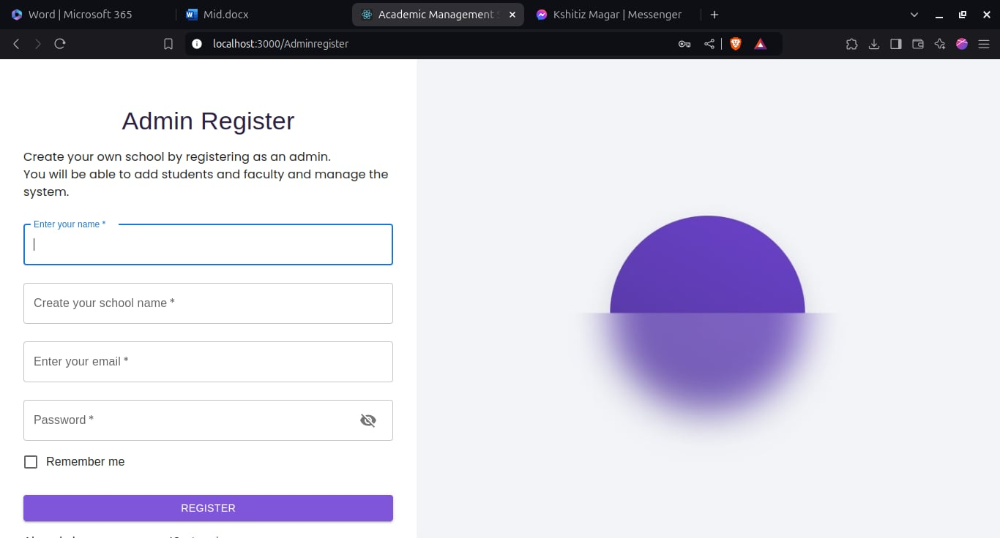 Word | Microsoft 365
Mid.docx
Academic Management
Kshitiz Magar | Messenger
localhost:3000/Adminregister
Admin Register
Create your own school by registering as an admin.
You will be able to add students and faculty and manage the
system.
Enter your name *
Create your school name *
Enter your email *
Password *
Remember me
REGISTER